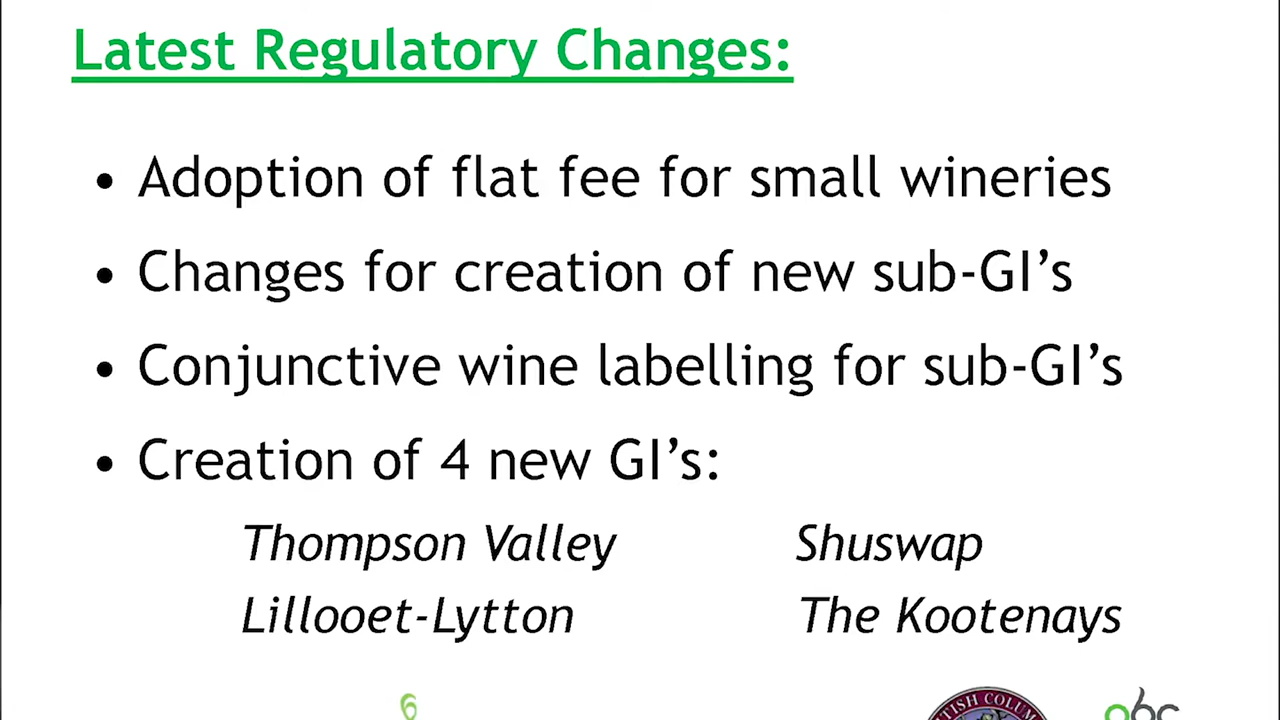 Latest Regulatory Changes:
• Adoption of flat fee for small wineries
• Changes for creation of new sub-GI’s
• Conjunctive wine labelling for sub-GI’s
• Creation of 4 new GI’s:
Thompson Valley Shuswap
Lillooet-Lytton The Kootenays
6